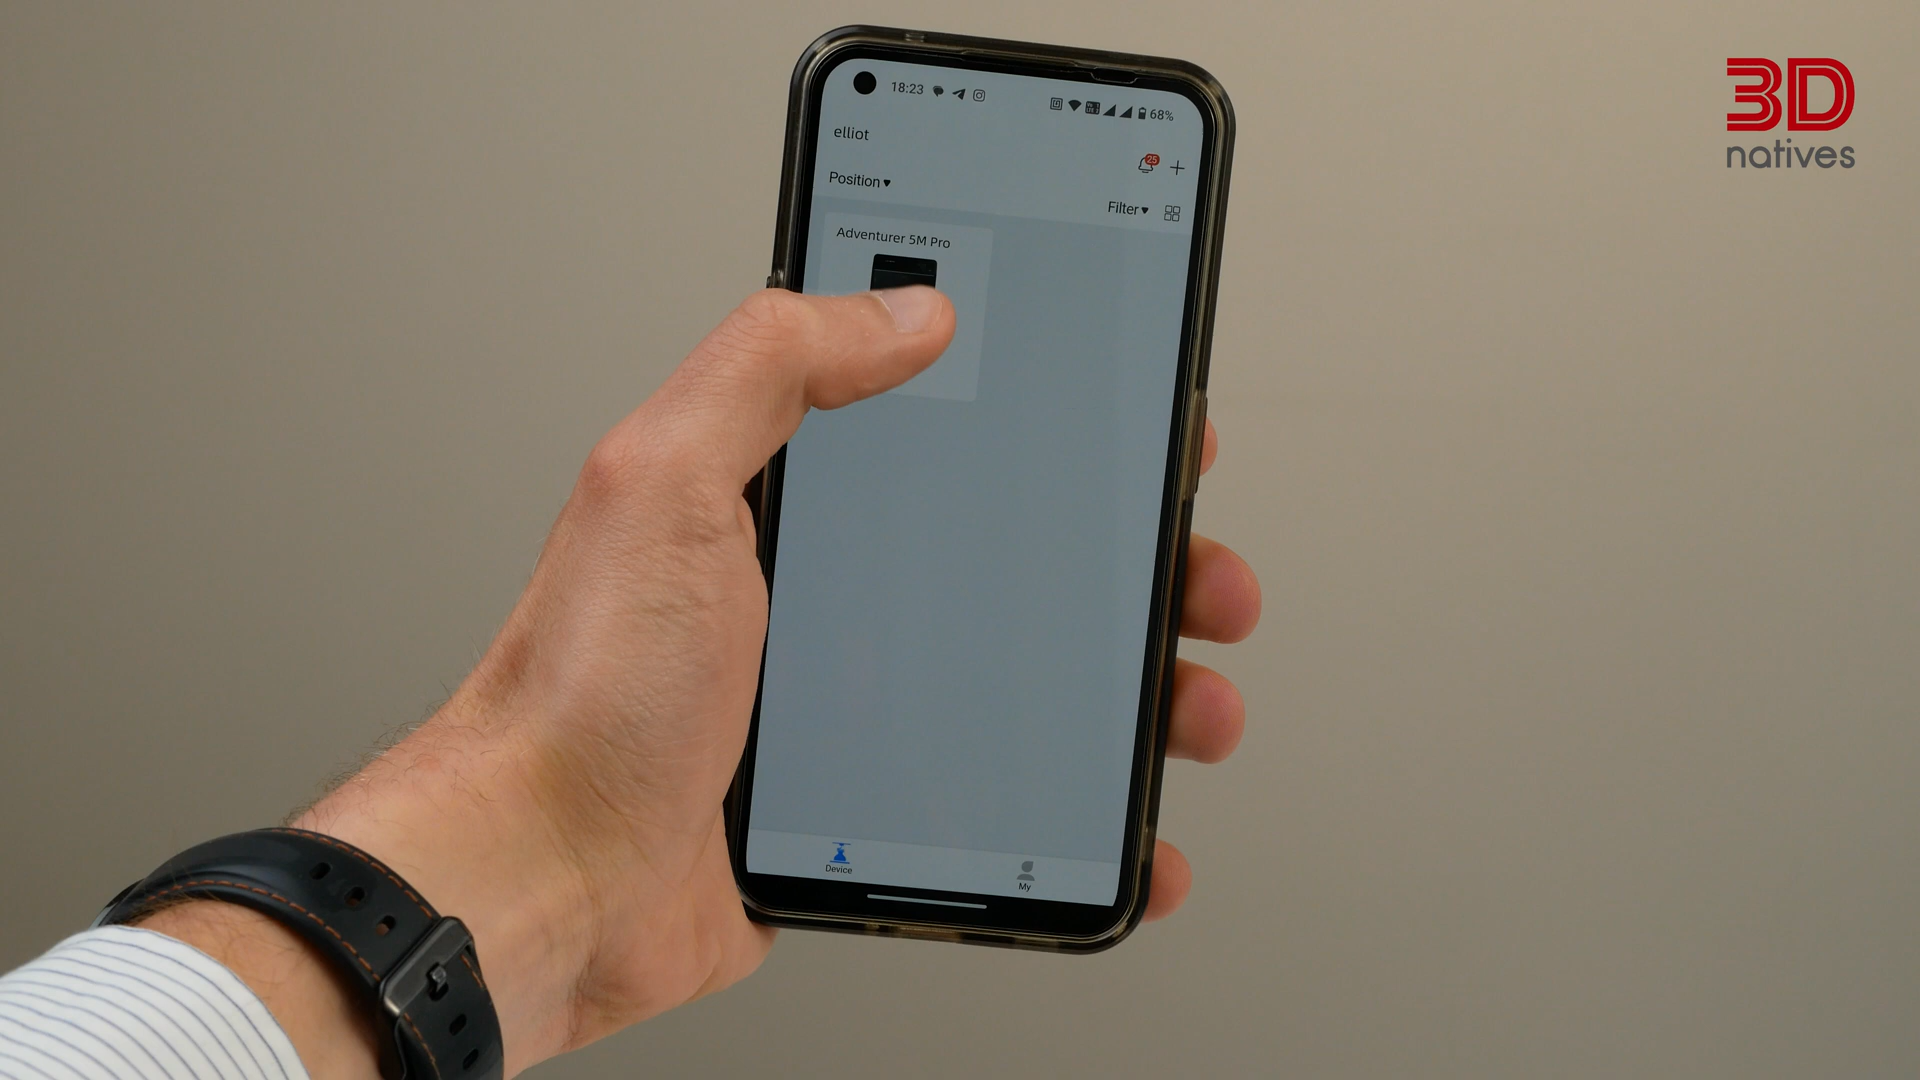 3D
natives
18:23
68%
elliot
25
Position
Filter
Adventurer 5M Pro
Device
My